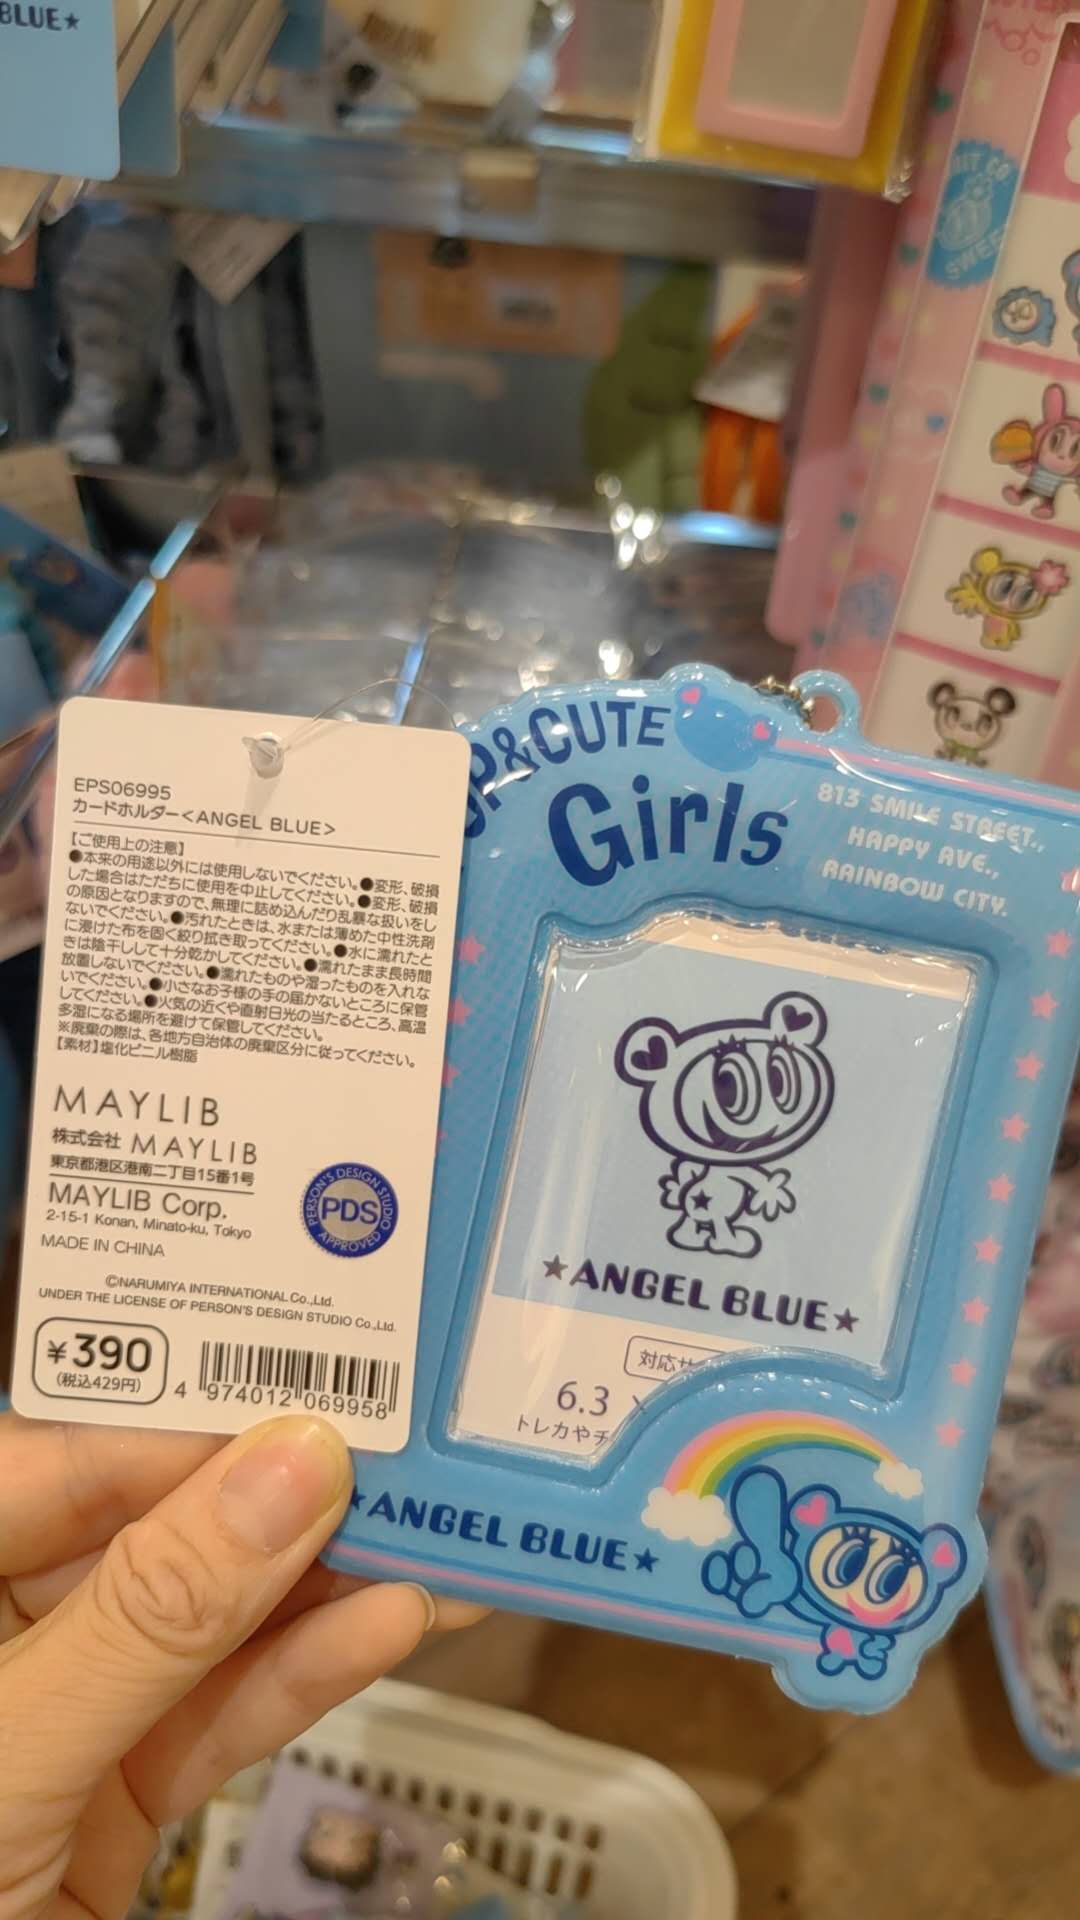 BLUE★
EPS06995
カードホルダー<ANGEL BLUE>
【ご使用上の注意】
●本来の用途以外には使用しないでください。●変形、破損
した場合はただちに使用を中止してください。●変形、破損
の原因となりますので、無理に詰め込んだり乱暴な扱いをし
ないでください。●汚れたときは、水または薄めた中性洗剤
に浸けた布を固く絞り拭き取ってください。●水に濡れたと
きは陰干しして十分乾かしてください。●濡れたまま長時間
放置しないでください。●濡れたものや湿ったものを入れな
いでください。●小さなお子様の手の届かないところに保管
してください。●火気の近くや直射日光の当たるところ、高温
多湿になる場所を避けて保管してください。
※廃棄の際は、各地方自治体の廃棄区分に従ってください。
【素材】塩化ビニル樹脂
MAYLIB
株式会社 MAYLIB
東京都港区港南二丁目15番1号
MAYLIB Corp.
2-15-1 Konan, Minato-ku, Tokyo
MADE IN CHINA
PERSON'S DESIGN STUDIO
PDS
APPROVED
©NARUMIYA INTERNATIONAL Co.,Ltd.
UNDER THE LICENSE OF PERSON'S DESIGN STUDIO Co.,Ltd.
¥390
(税込429円)
4 974012 069958
&CUTE
Girls
813 SMILE STREET.,
HAPPY AVE.,
RAINBOW CITY.
★ANGEL BLUE★
対応サ
6.3 ×
トレカやチ
★ANGEL BLUE★